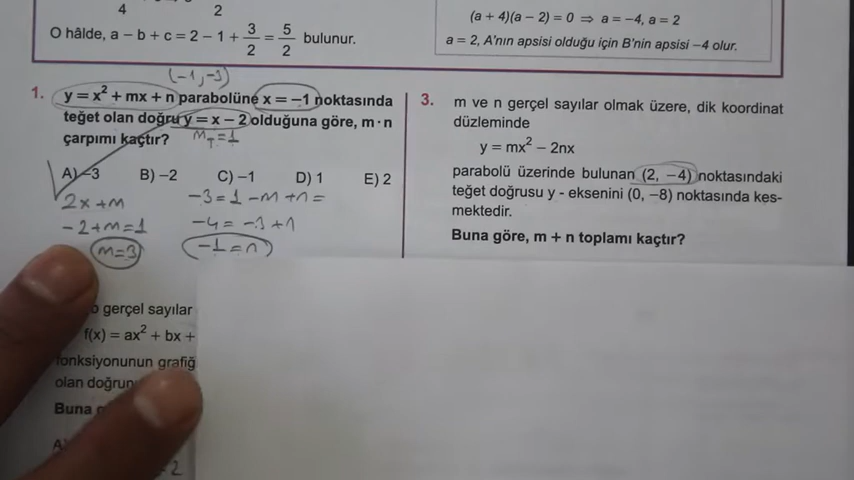 4 2
O hâlde, a − b + c = 2 − 1 + 3/2 = 5/2 bulunur.
(a + 4)(a − 2) = 0 ⇒ a = −4, a = 2
a = 2, A'nın apsisi olduğu için B'nin apsisi −4 olur.
(-1,-3)
1. y = x² + mx + n parabolüne x = −1 noktasında
teğet olan doğru y = x − 2 olduğuna göre, m · n
çarpımı kaçtır? mT = 1
A) −3 B) −2 C) −1 D) 1 E) 2
2x+m -3=1-m+n=
-2+m=1 -4=-3+n
m=3 -1=n
gerçel sayılar
f(x) = ax² + bx +
fonksiyonunun grafiğ
olan doğrun
Buna
A)
2
3. m ve n gerçel sayılar olmak üzere, dik koordinat
düzleminde
y = mx² − 2nx
parabolü üzerinde bulunan (2, −4) noktasındaki
teğet doğrusu y - eksenini (0, −8) noktasında kes-
mektedir.
Buna göre, m + n toplamı kaçtır?